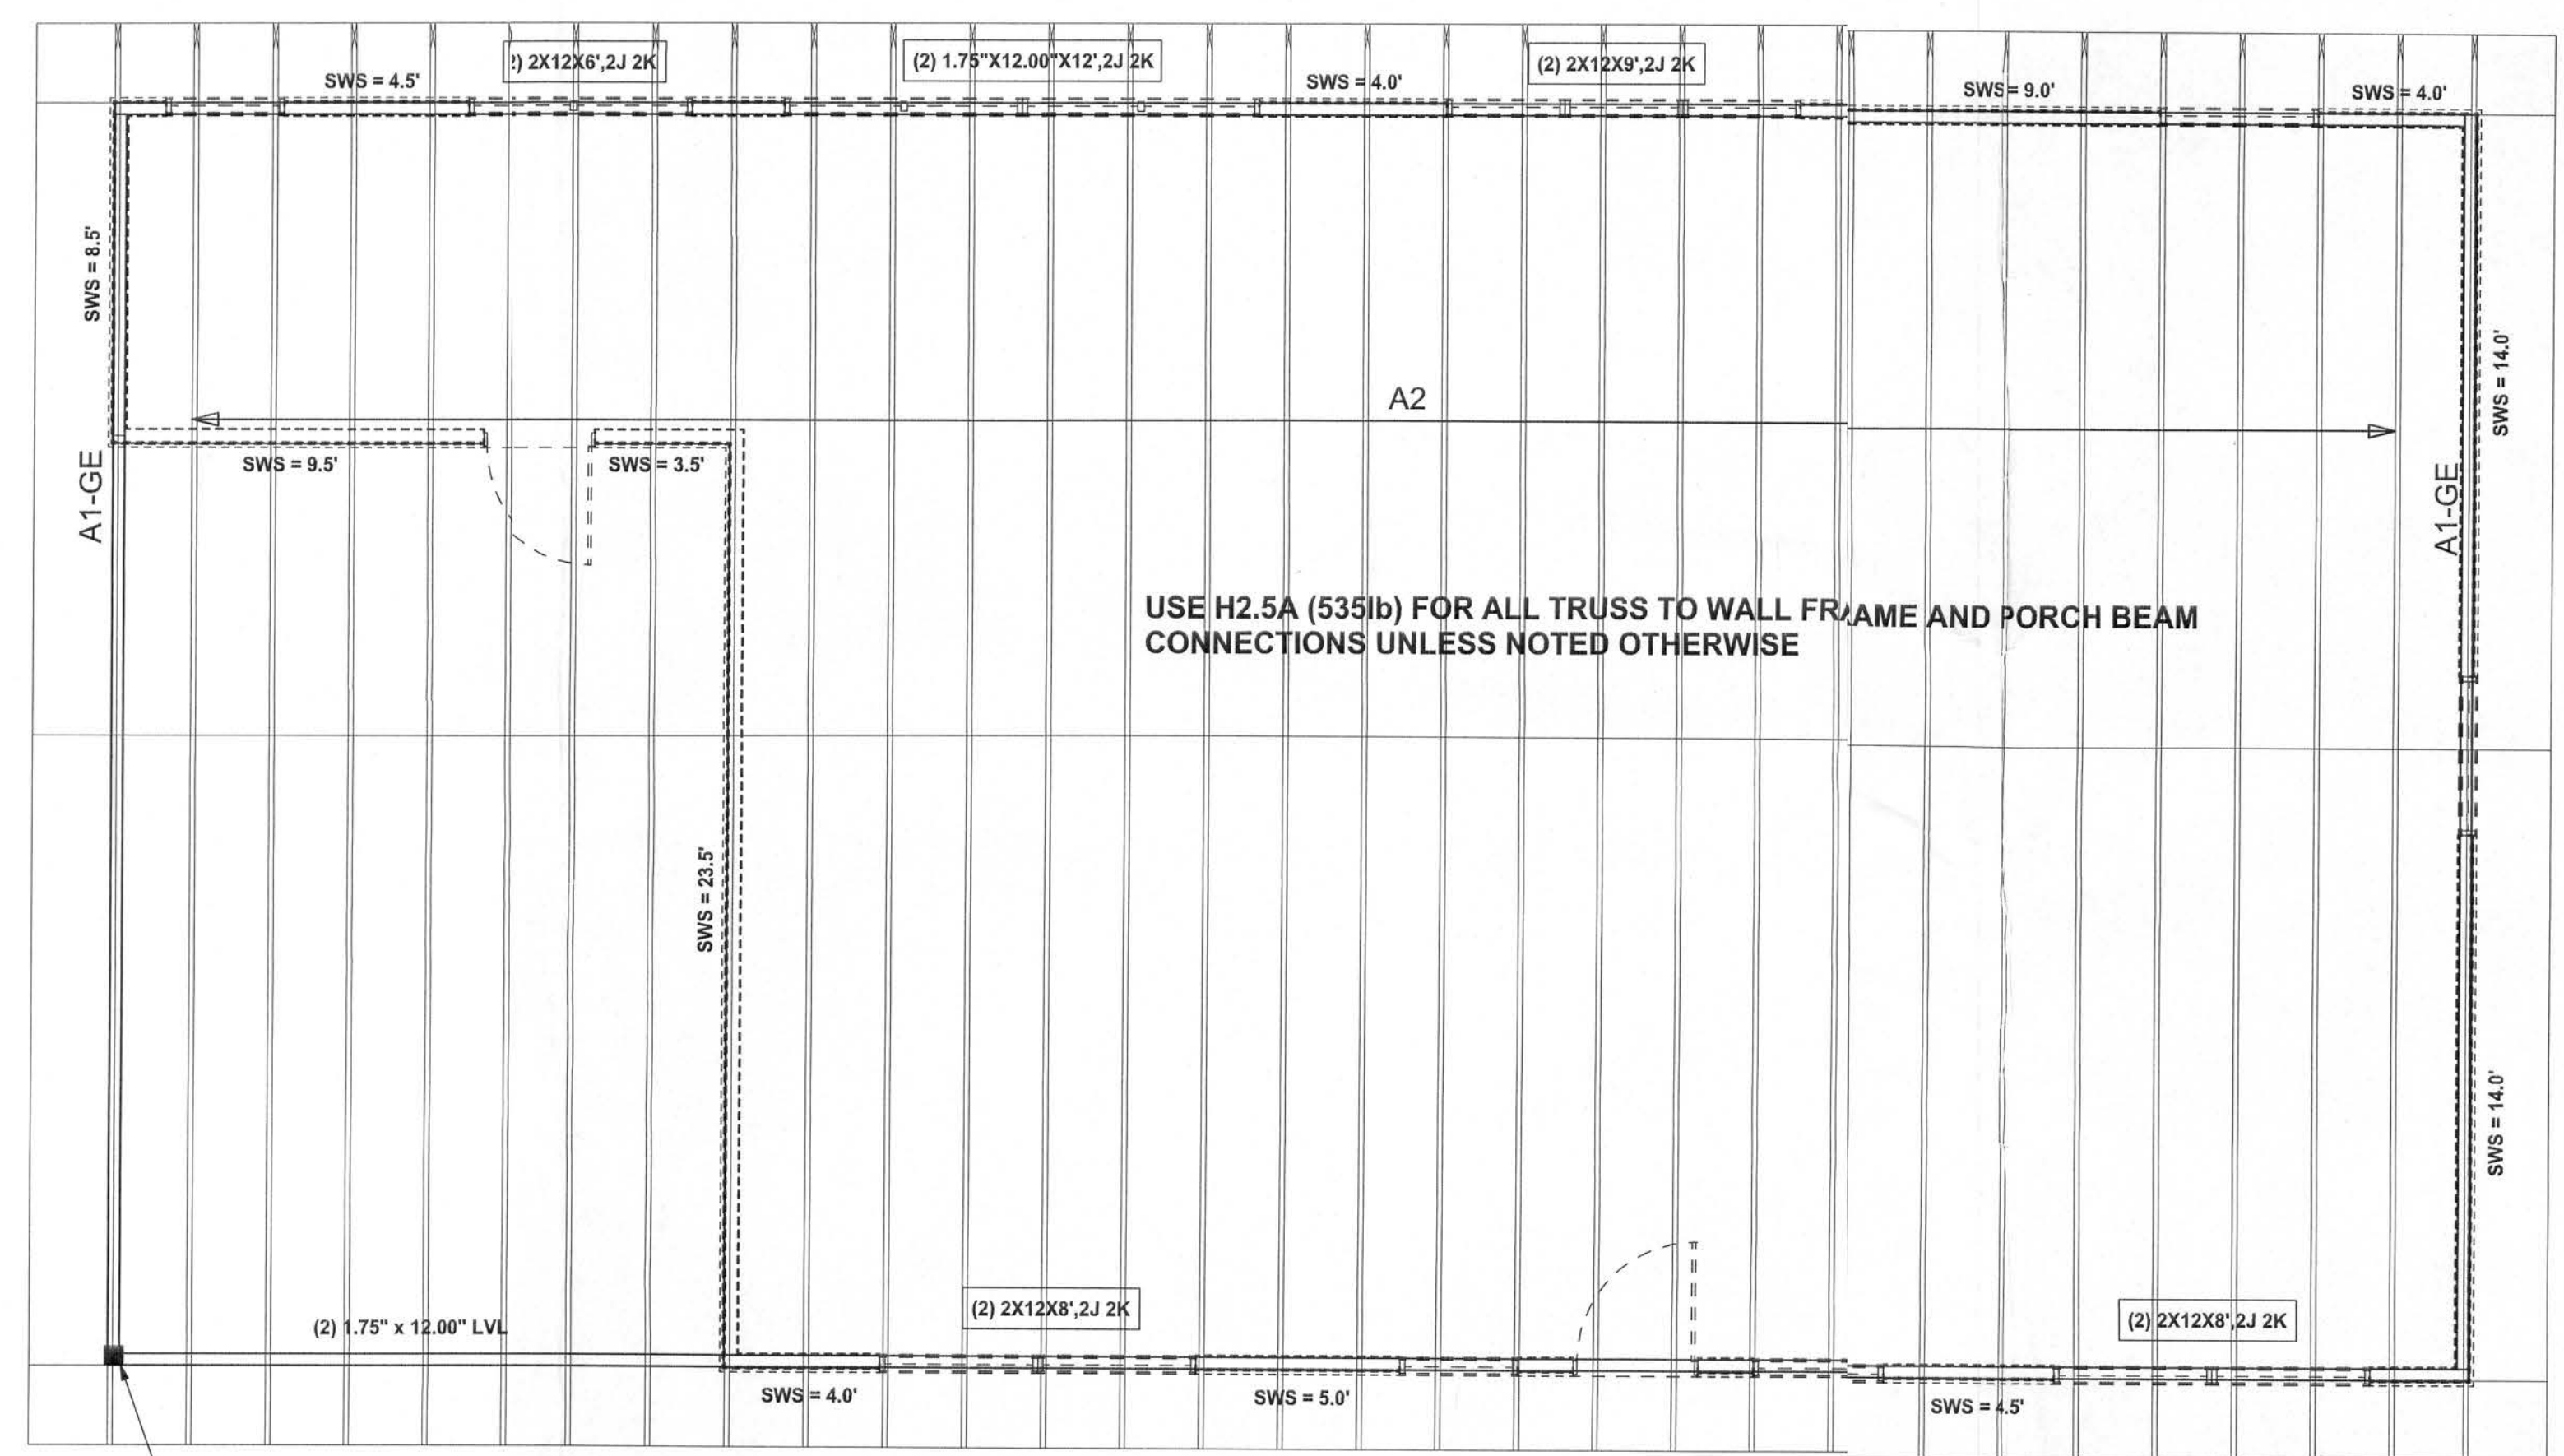 ?) 2X12X6',2J 2K
(2) 1.75"X12.00"X12',2J 2K
(2) 2X12X9',2J 2K
SWS = 4.5'
SWS = 4.0'
SWS = 9.0'
SWS = 4.0'
SWS = 8.5'
SWS = 14.0'
A2
SWS = 9.5'
SWS = 3.5'
A1-GE
A1-GE
USE H2.5A (535lb) FOR ALL TRUSS TO WALL FRAAME AND PORCH BEAM
CONNECTIONS UNLESS NOTED OTHERWISE
SWS = 23.5'
SWS = 14.0'
(2) 2X12X8',2J 2K
(2) 2X12X8',2J 2K
(2) 1.75" x 12.00" LVL
SWS = 4.0'
SWS = 5.0'
SWS = 4.5'